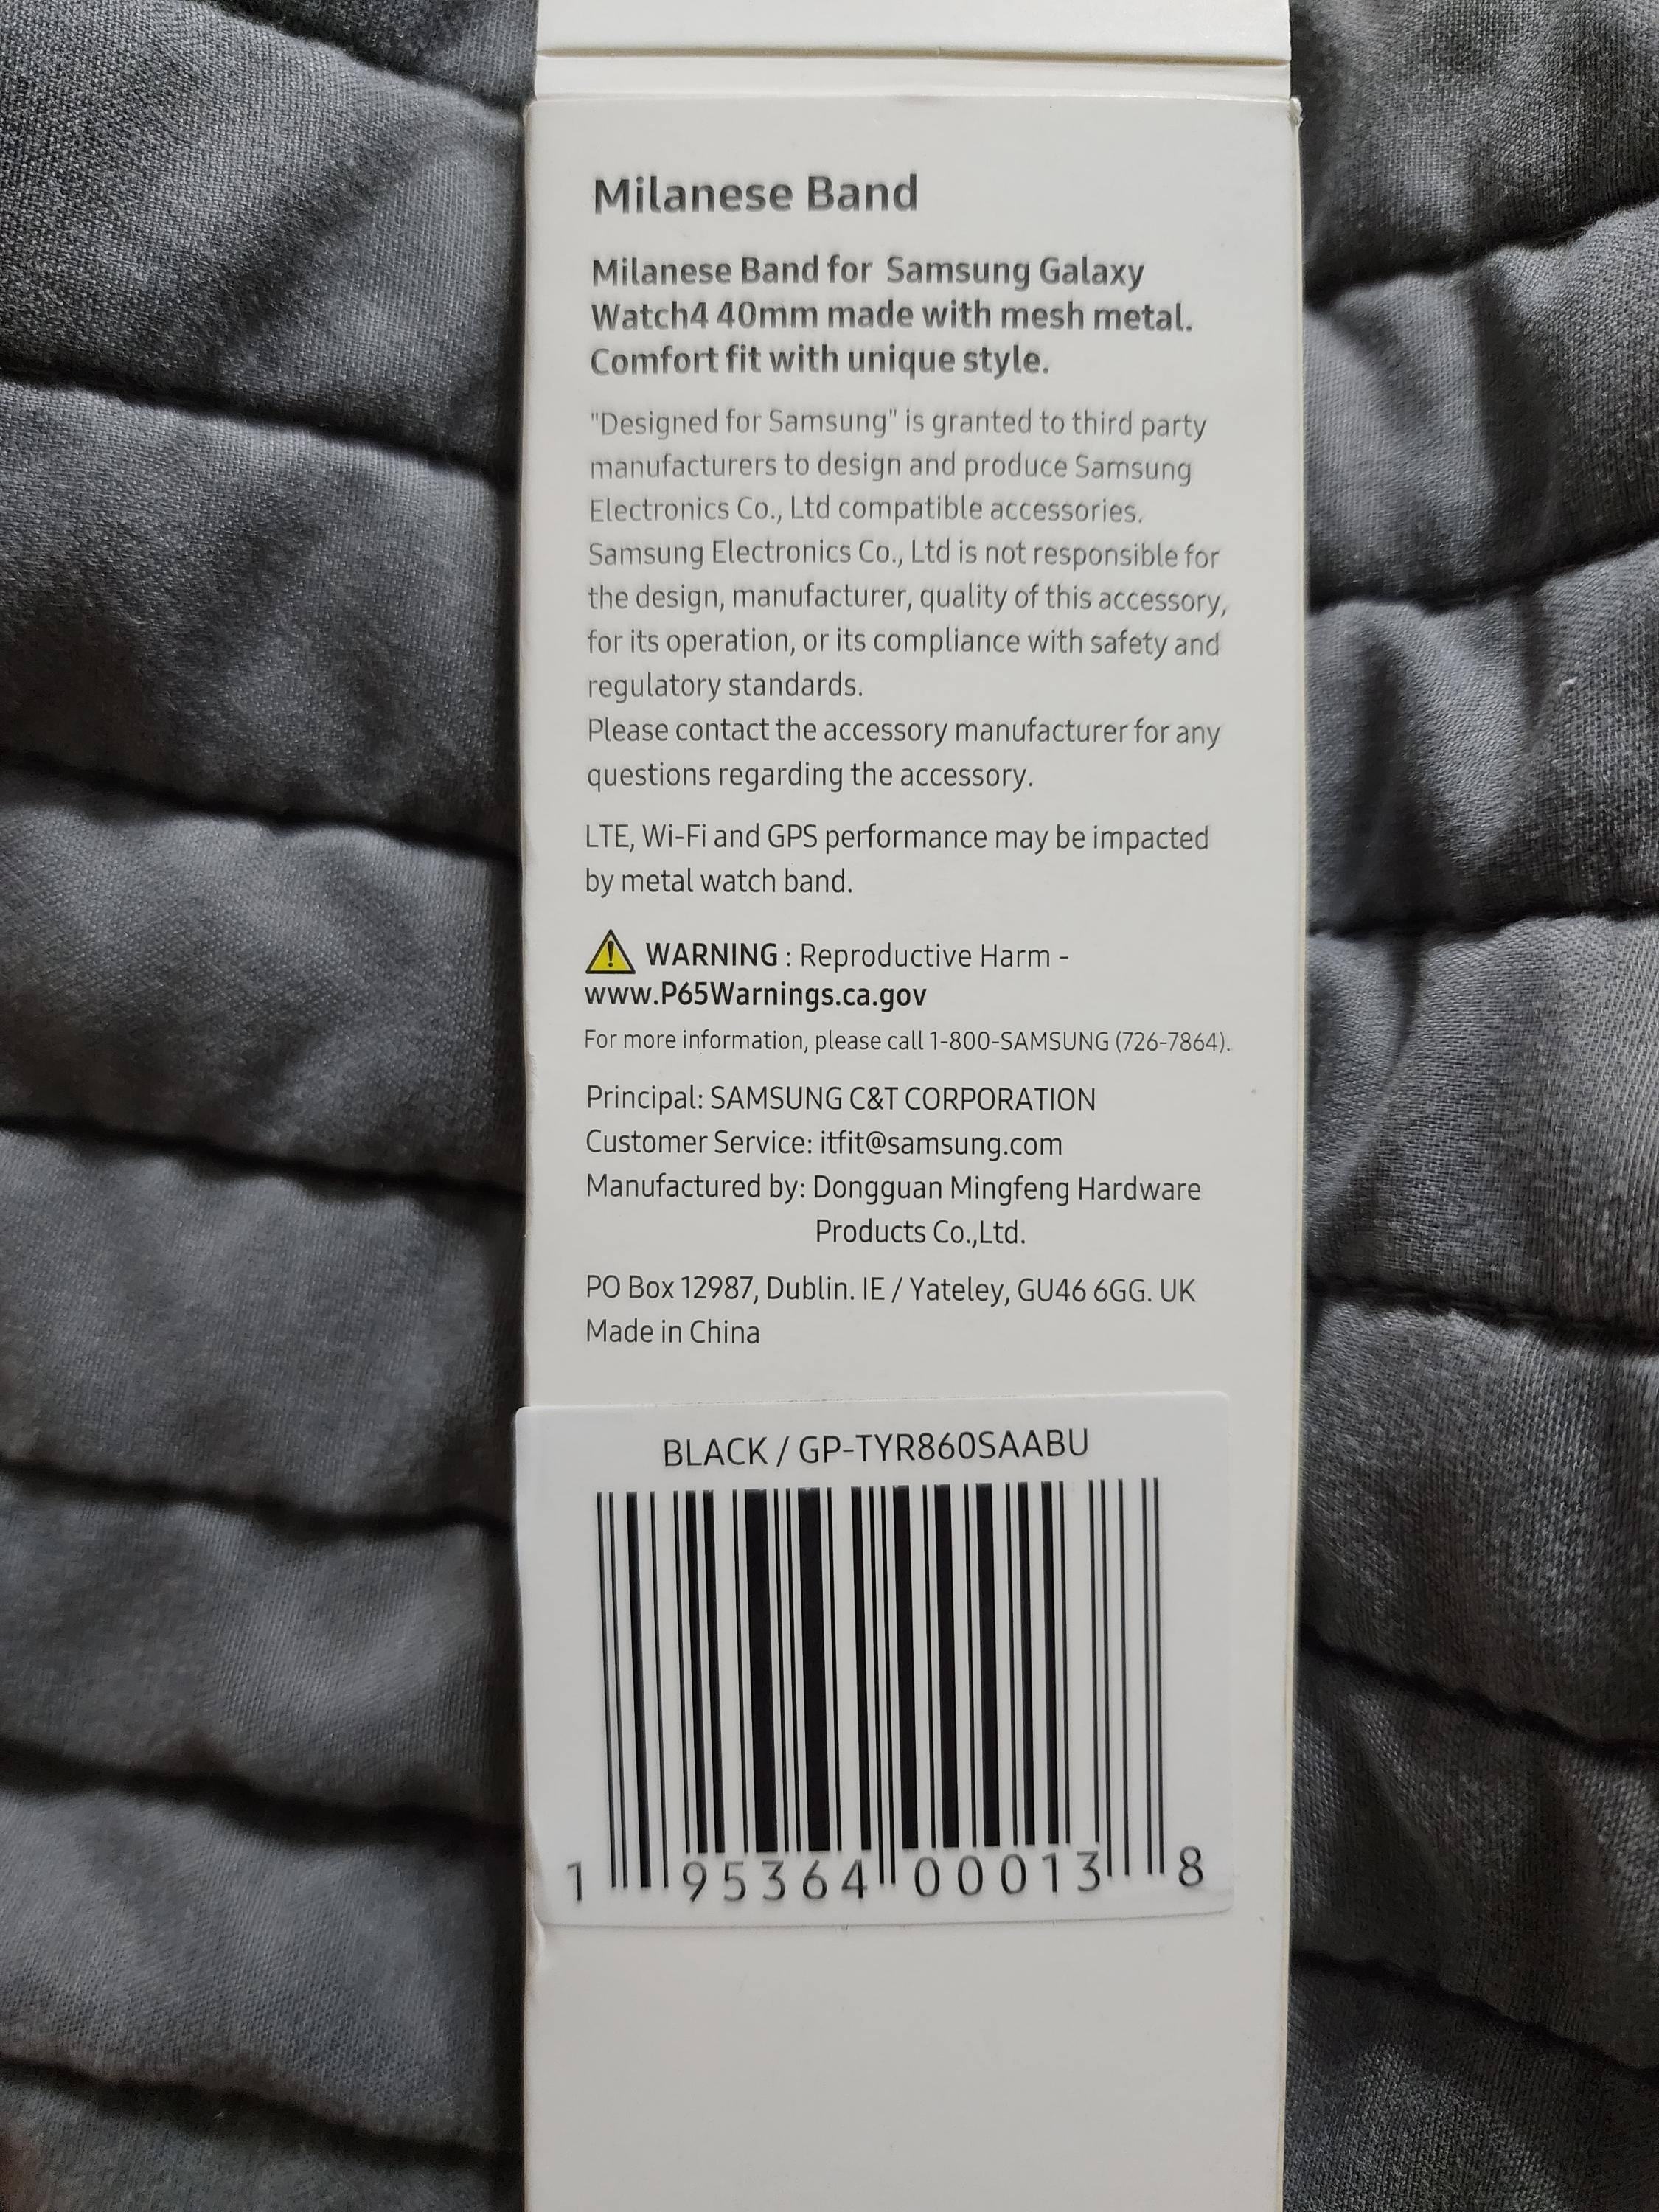 Milanese Band
Milanese Band for Samsung Galaxy
Watch4 40mm made with mesh metal.
Comfort fit with unique style.
"Designed for Samsung" is granted to third party
manufacturers to design and produce Samsung
Electronics Co., Ltd compatible accessories.
Samsung Electronics Co., Ltd is not responsible for
the design, manufacturer, quality of this accessory,
for its operation, or its compliance with safety and
regulatory standards.
Please contact the accessory manufacturer for any
questions regarding the accessory.
LTE, Wi-Fi and GPS performance may be impacted
by metal watch band.
WARNING : Reproductive Harm -
www.P65Warnings.ca.gov
For more information, please call 1-800-SAMSUNG (726-7864).
Principal: SAMSUNG C&T CORPORATION
Customer Service: itfit@samsung.com
Manufactured by: Dongguan Mingfeng Hardware
Products Co.,Ltd.
PO Box 12987, Dublin. IE / Yateley, GU46 6GG. UK
Made in China
BLACK / GP-TYR860SAABU
1 95364 00013 8